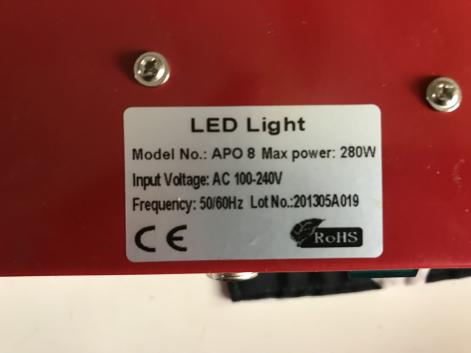 LED Light
Model No.: APO 8 Max power: 280W
Input Voltage: AC 100-240V
Frequency: 50/60Hz Lot No.:201305A019
CE RoHS